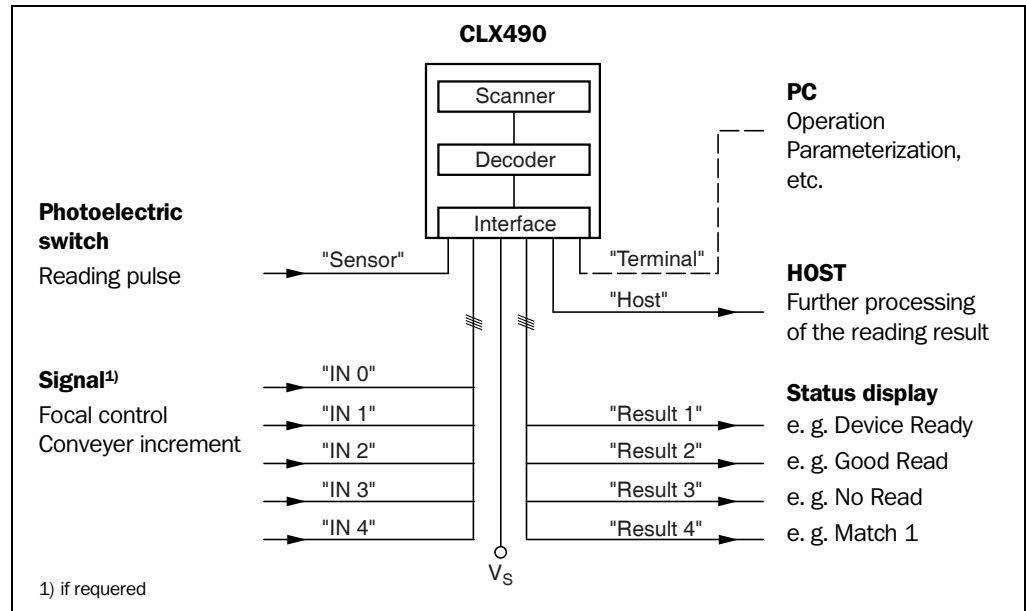 CLX490
Scanner
Decoder
Interface
Photoelectric
switch
Reading pulse
"Sensor"
Signal1)
Focal control
Conveyer increment
"IN 0"
"IN 1"
"IN 2"
"IN 3"
"IN 4"
VS
"Terminal"
"Host"
PC
Operation
Parameterization,
etc.
HOST
Further processing
of the reading result
Status display
"Result 1"
e. g. Device Ready
"Result 2"
e. g. Good Read
"Result 3"
e. g. No Read
"Result 4"
e. g. Match 1
1) if requered